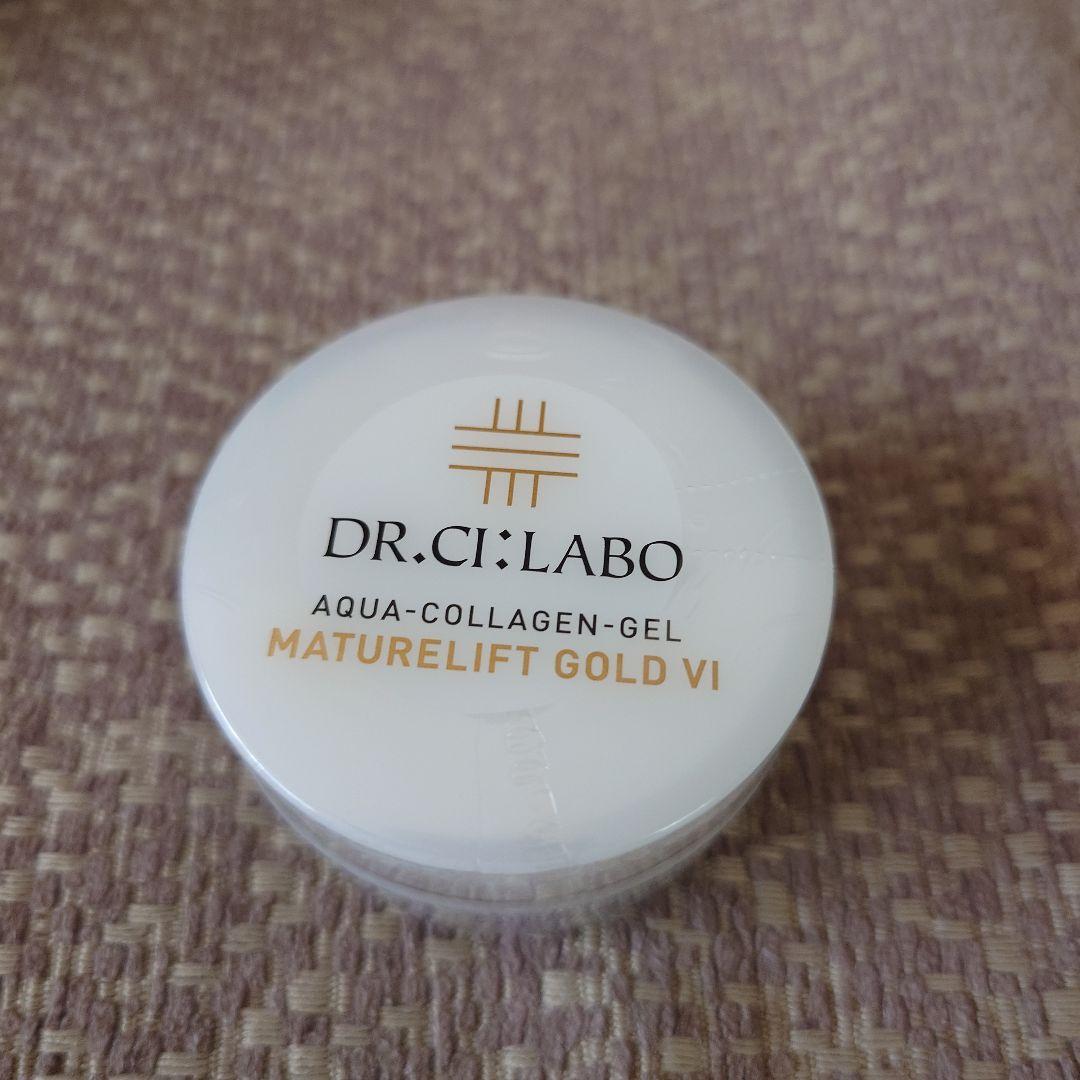 DR.CI:LABO
AQUA-COLLAGEN-GEL
MATURELIFT GOLD VI